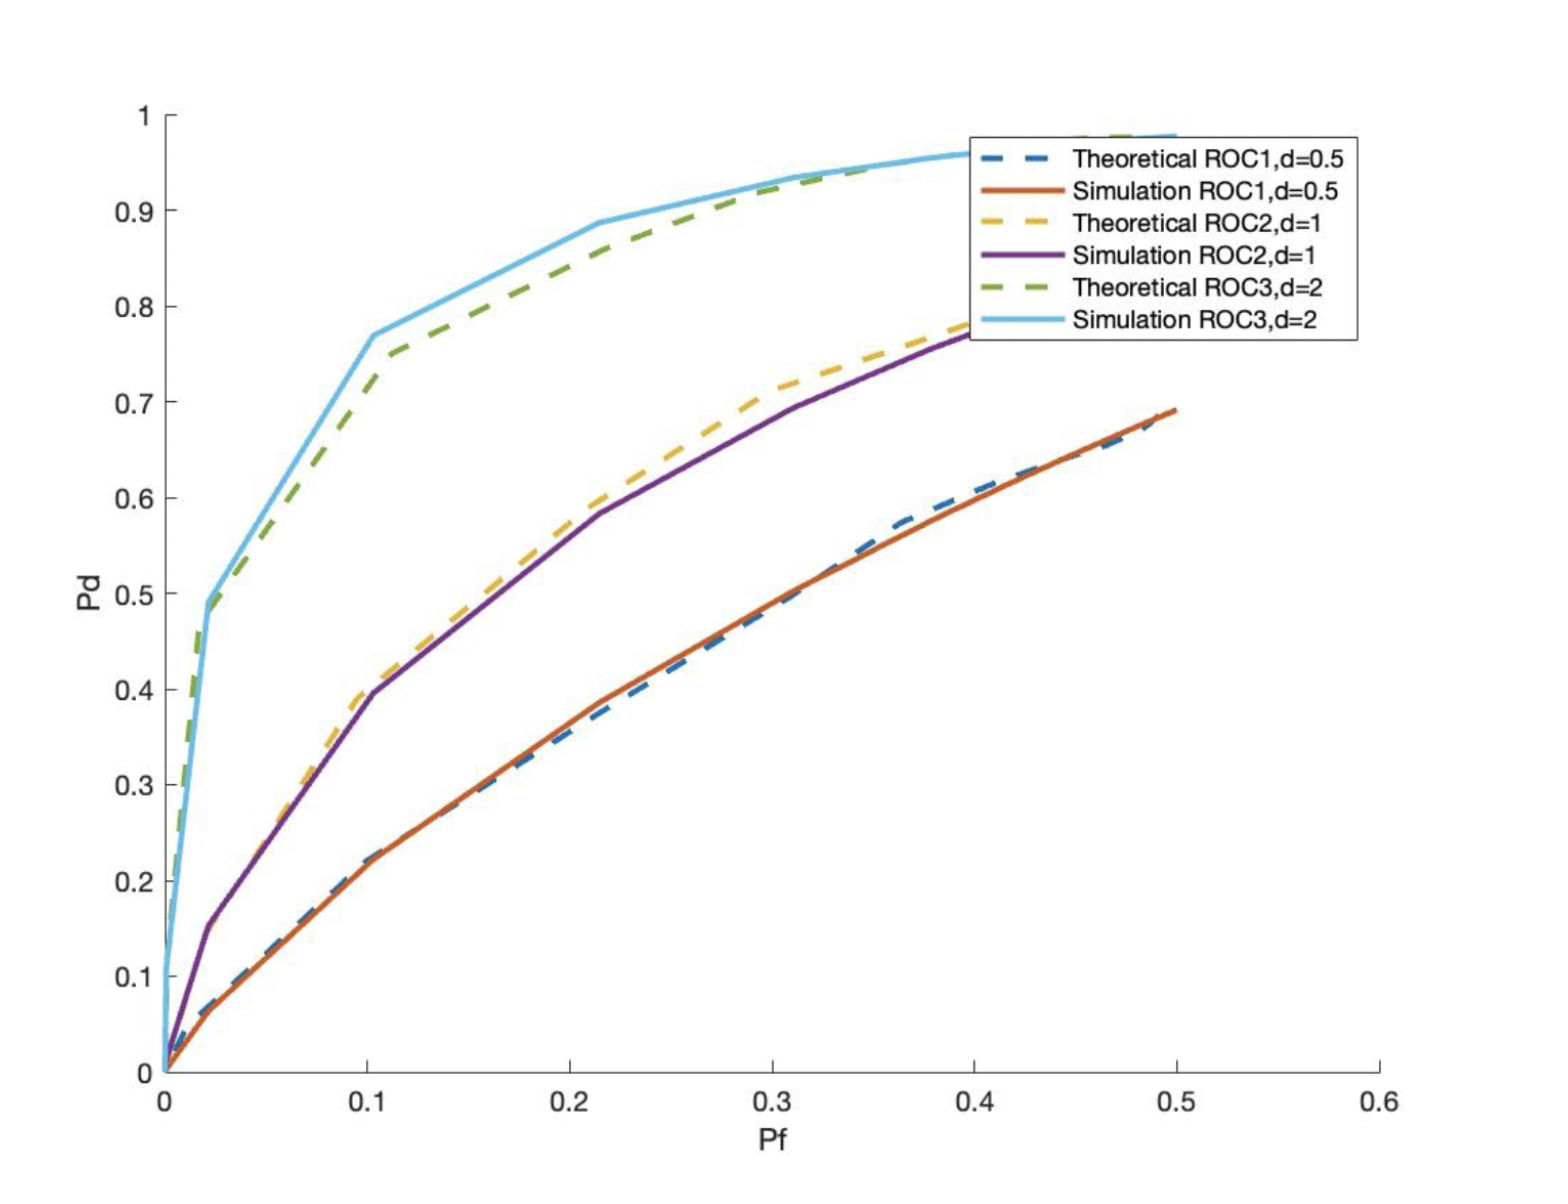 1
0.9
0.8
0.7
0.6
0.5
0.4
0.3
0.2
0.1
0
Pd
0 0.1 0.2 0.3 0.4 0.5 0.6
Pf
Theoretical ROC1,d=0.5
Simulation ROC1,d=0.5
Theoretical ROC2,d=1
Simulation ROC2,d=1
Theoretical ROC3,d=2
Simulation ROC3,d=2